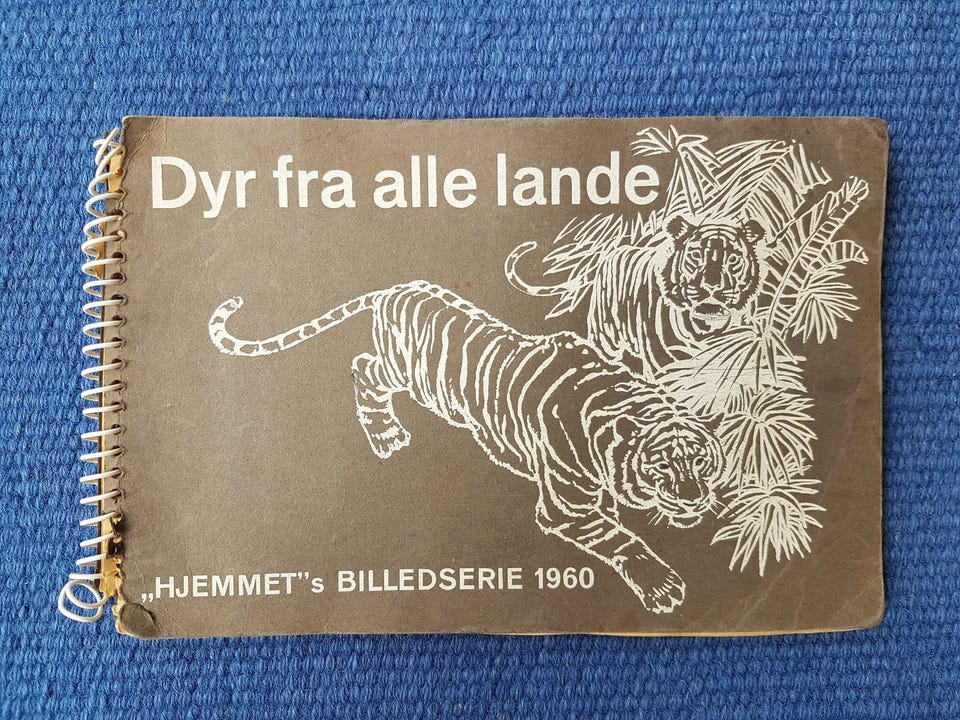 Dyr fra alle lande
„HJEMMET”s BILLEDSERIE 1960